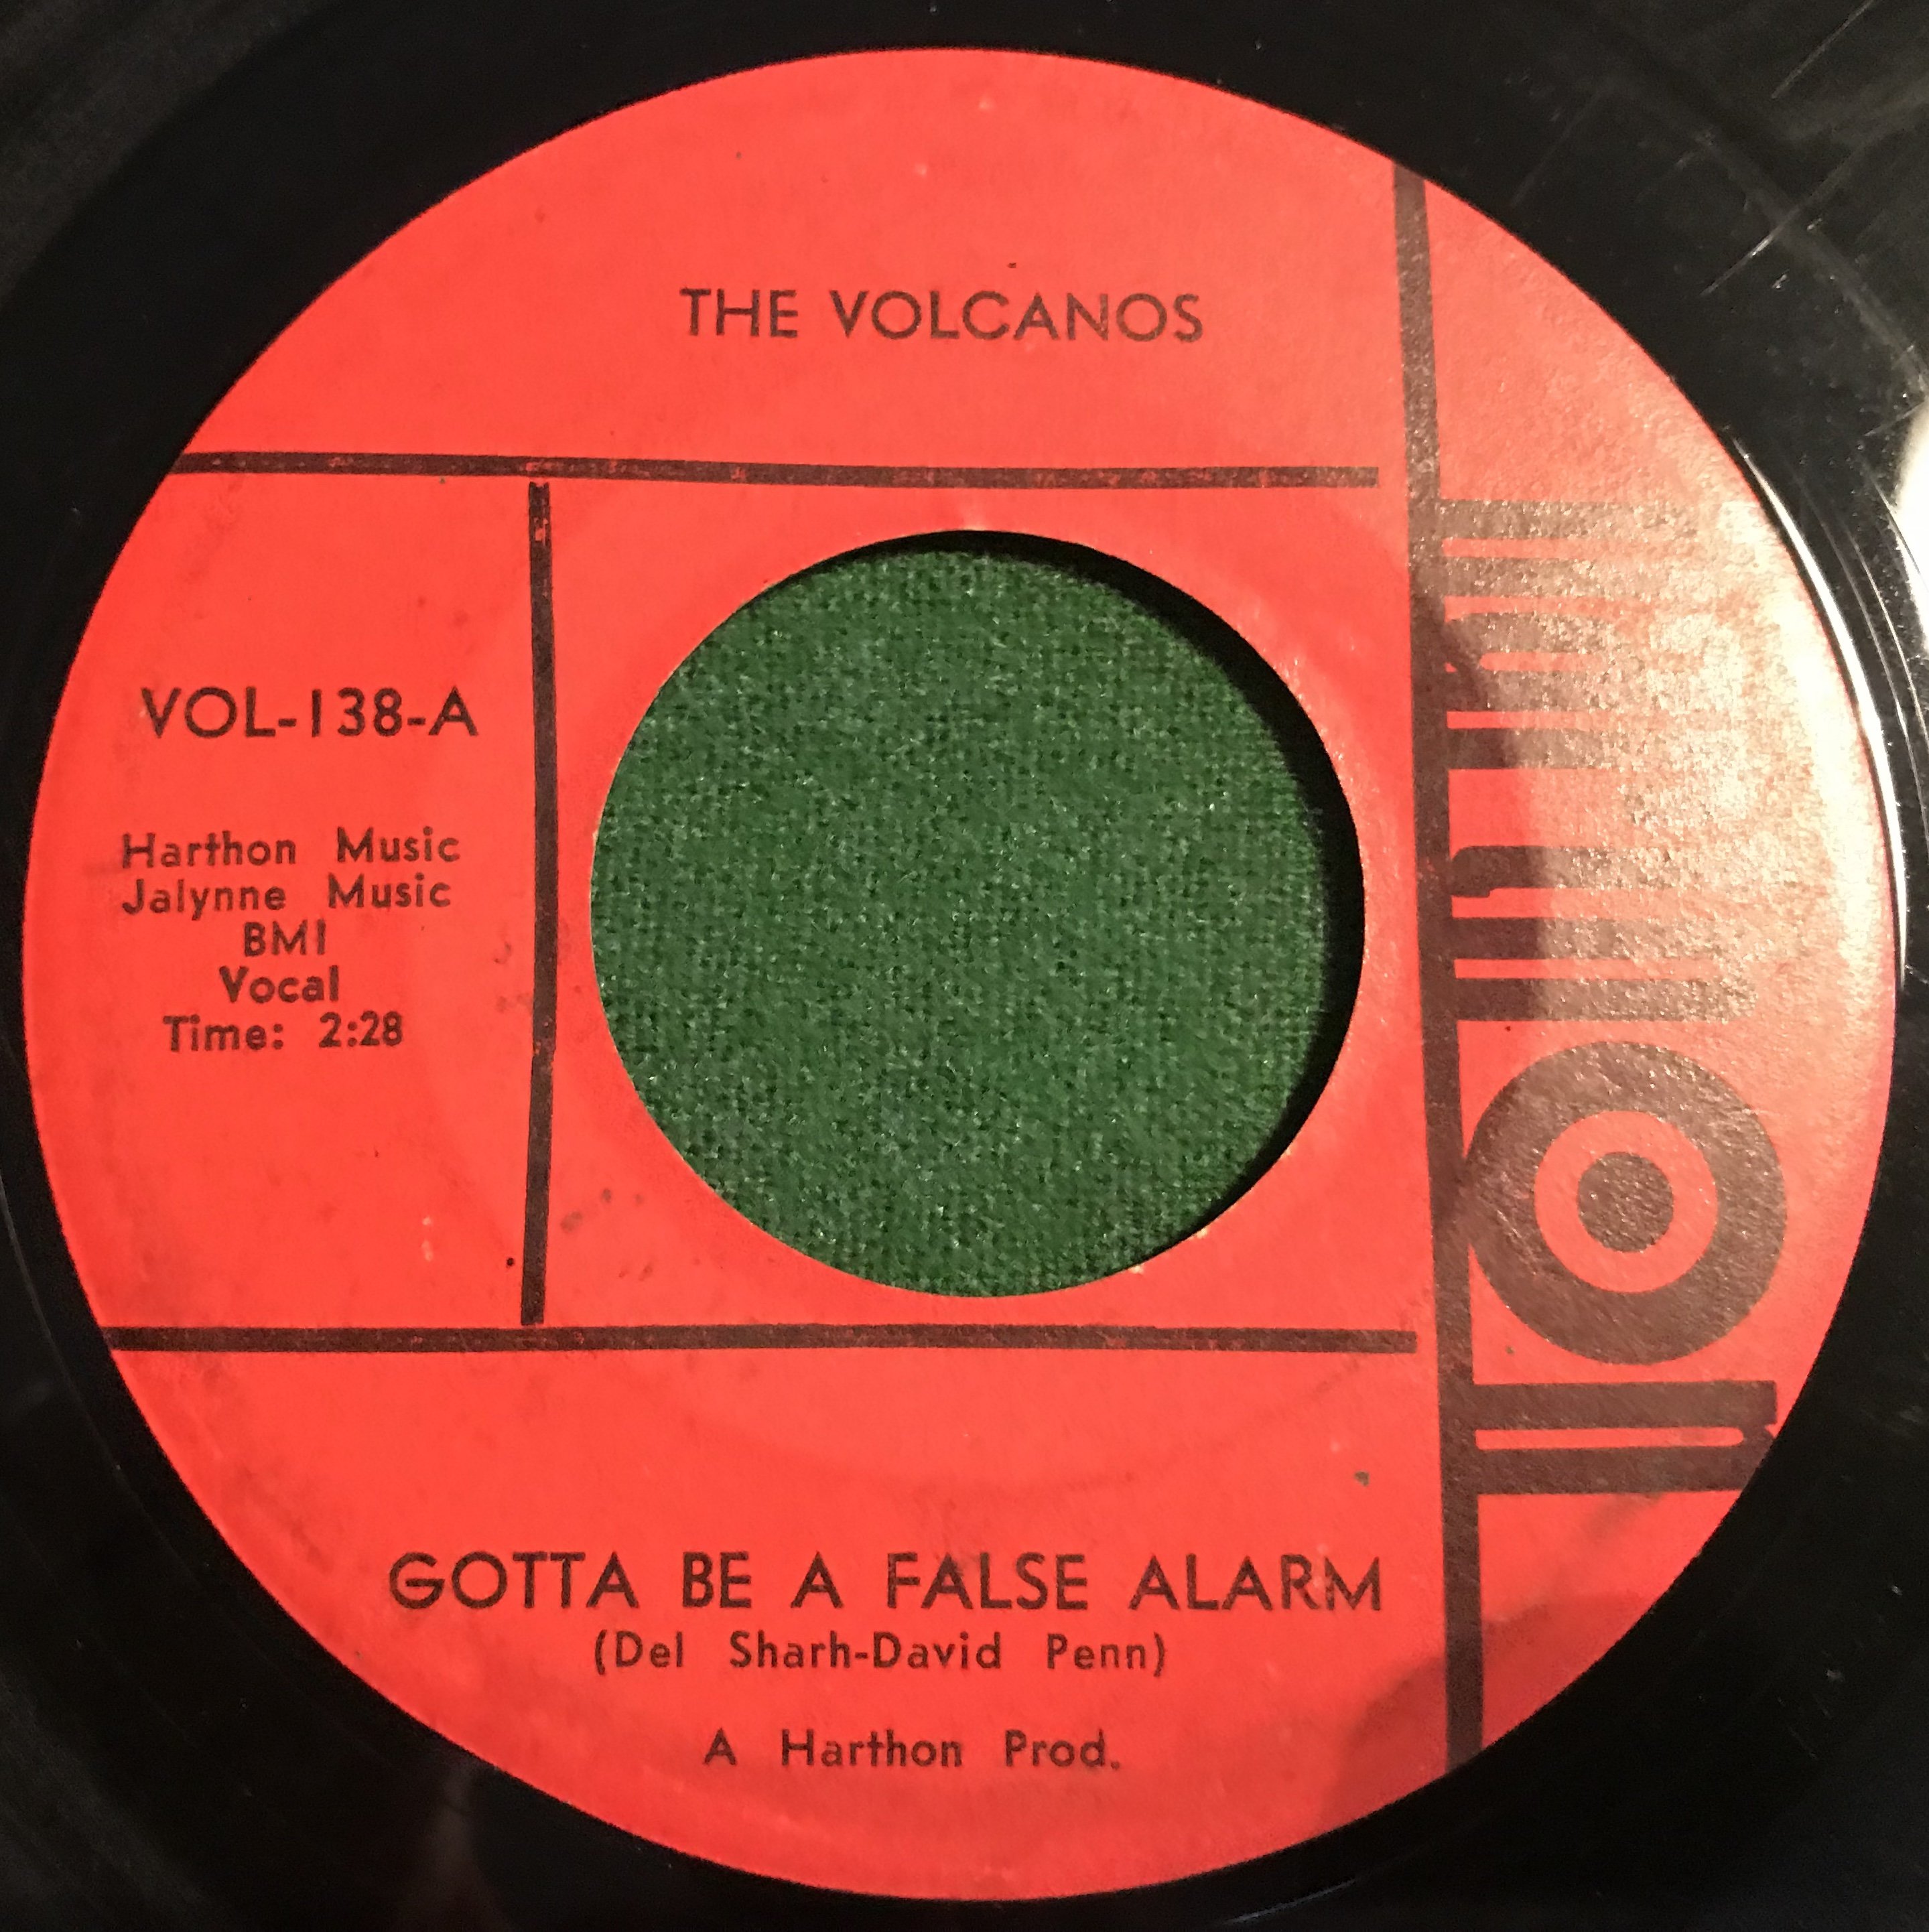 THE VOLCANOS
VOL-138-A
Harthon Music
Jalynne Music
BMI
Vocal
Time: 2:28
GOTTA BE A FALSE ALARM
(Del Sharh-David Penn)
A Harthon Prod.